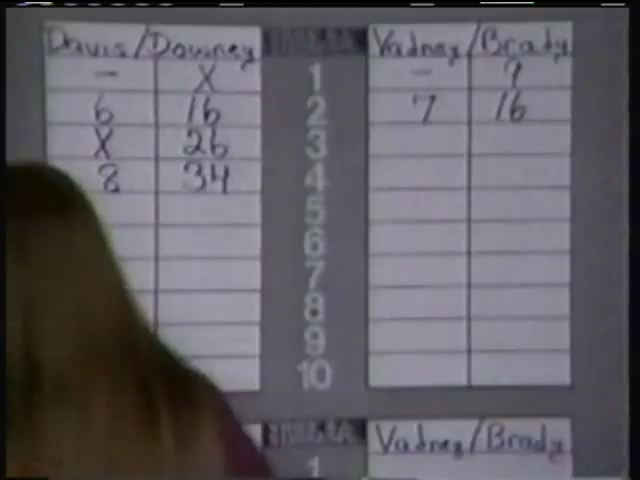 Davis/Downey Vadney/Brady
- X 1 - 9
6 16 2 7 16
X 26 3
8 34 4
5
6
7
8
9
10
Vadney/Brady
1